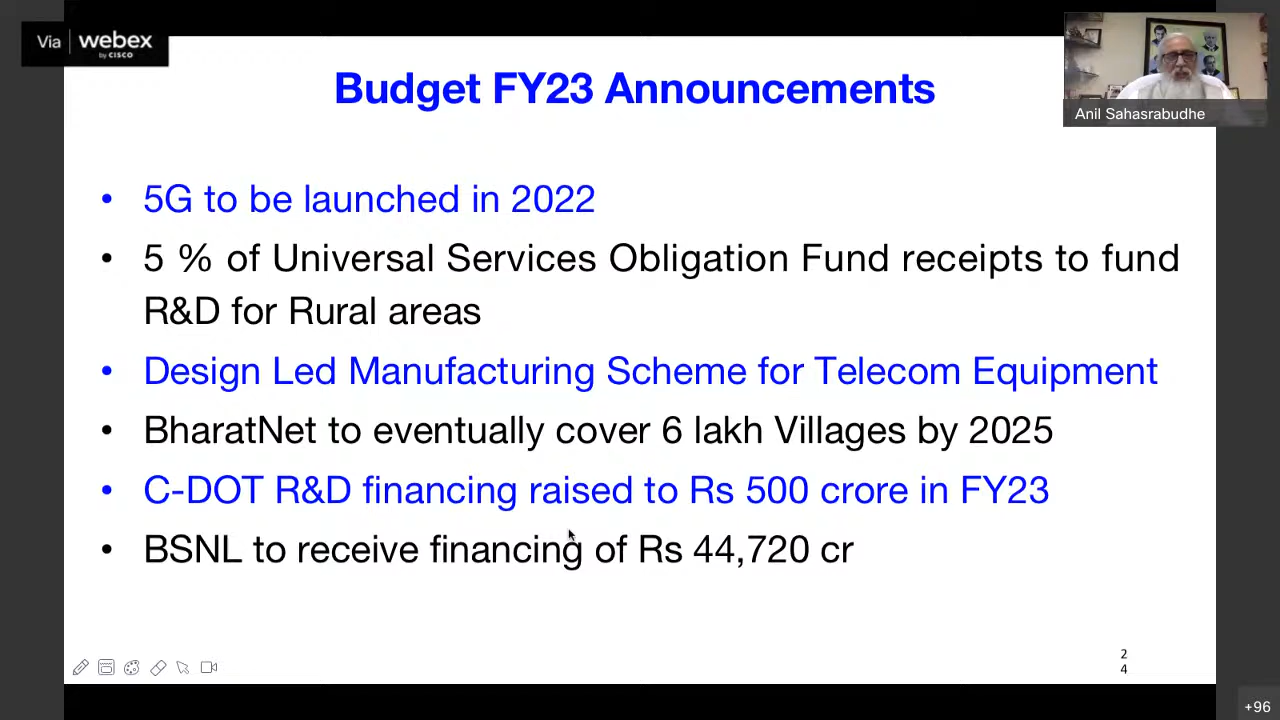 Via webex
by CISCO
Budget FY23 Announcements
Anil Sahasrabudhe
• 5G to be launched in 2022
• 5 % of Universal Services Obligation Fund receipts to fund
R&D for Rural areas
• Design Led Manufacturing Scheme for Telecom Equipment
• BharatNet to eventually cover 6 lakh Villages by 2025
• C-DOT R&D financing raised to Rs 500 crore in FY23
• BSNL to receive financing of Rs 44,720 cr
2
4
+96